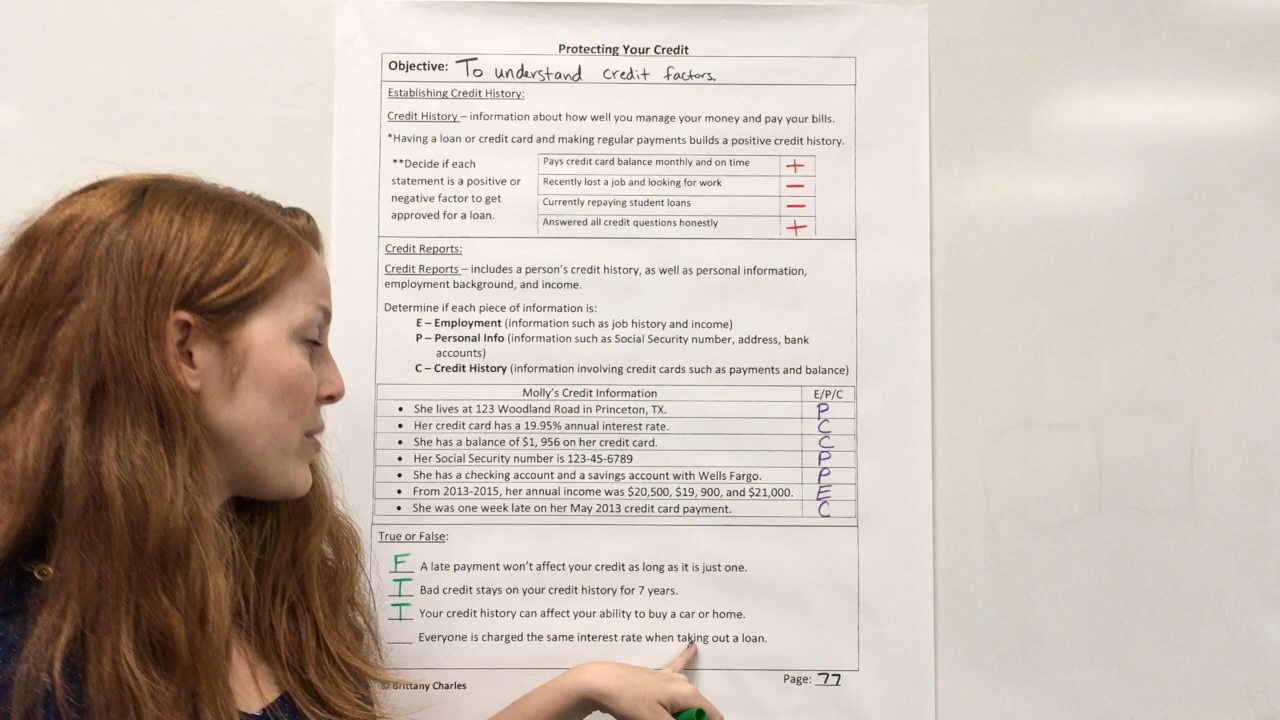 Protecting Your Credit
Objective: To understand credit factors.
Establishing Credit History:
Credit History – information about how well you manage your money and pay your bills.
*Having a loan or credit card and making regular payments builds a positive credit history.
**Decide if each
statement is a positive or
negative factor to get
approved for a loan.
Pays credit card balance monthly and on time +
Recently lost a job and looking for work –
Currently repaying student loans –
Answered all credit questions honestly +
Credit Reports:
Credit Reports – includes a person's credit history, as well as personal information,
employment background, and income.
Determine if each piece of information is:
E – Employment (information such as job history and income)
P – Personal Info (information such as Social Security number, address, bank
accounts)
C – Credit History (information involving credit cards such as payments and balance)
Molly's Credit Information E/P/C
• She lives at 123 Woodland Road in Princeton, TX. P
• Her credit card has a 19.95% annual interest rate. C
• She has a balance of $1, 956 on her credit card. C
• Her Social Security number is 123-45-6789 P
• She has a checking account and a savings account with Wells Fargo. P
• From 2013-2015, her annual income was $20,500, $19, 900, and $21,000. E
• She was one week late on her May 2013 credit card payment. C
True or False:
F A late payment won't affect your credit as long as it is just one.
T Bad credit stays on your credit history for 7 years.
T Your credit history can affect your ability to buy a car or home.
____ Everyone is charged the same interest rate when taking out a loan.
© Brittany Charles
Page: 77